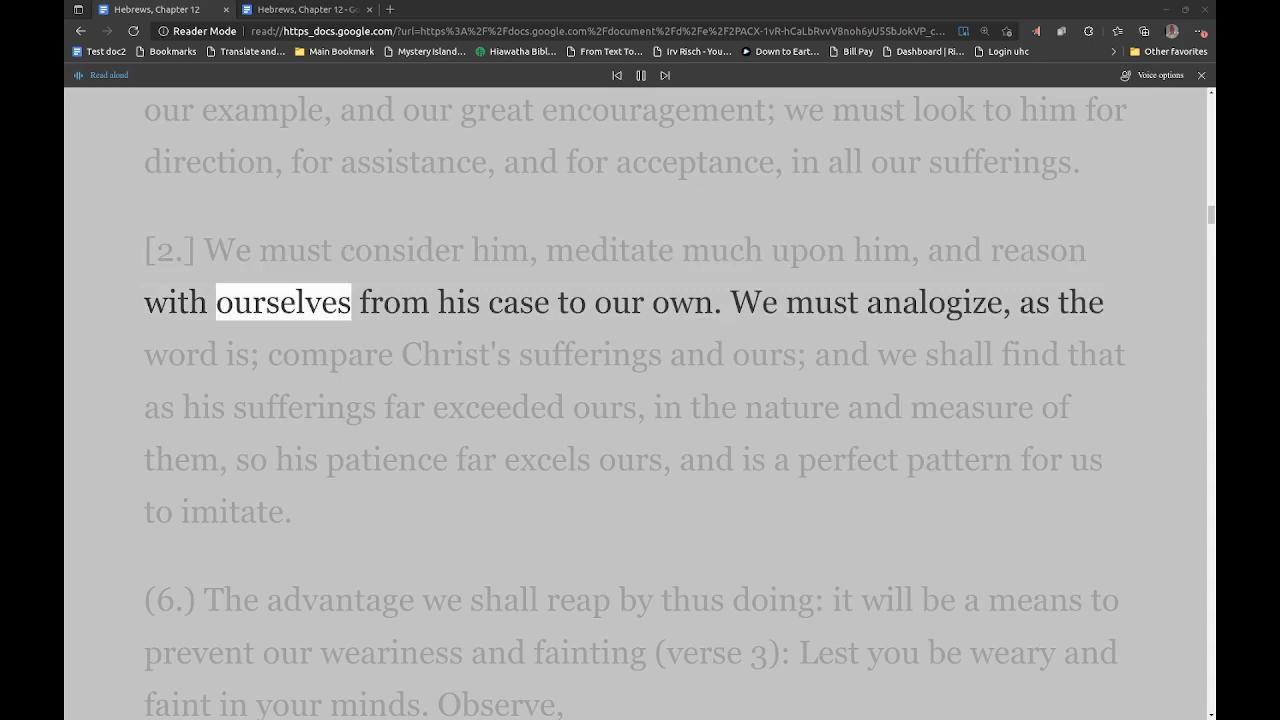 Hebrews, Chapter 12
Hebrews, Chapter 12 - Go
Reader Mode
read://https_docs.google.com/?url=https%3A%2F%2Fdocs.google.com%2Fdocument%2Fd%2Fe%2F2PACX-1vR-hCaLbRvvV8noh6yU5SbJokVP_c...
Test doc2 Bookmarks Translate and... Main Bookmark Mystery Island... Hiawatha Bibl... From Text To... Irv Risch - You... Down to Eart... Bill Pay Dashboard | Ri... Login uhc Other favorites
Read aloud
Voice options
our example, and our great encouragement; we must look to him for
direction, for assistance, and for acceptance, in all our sufferings.
[2.] We must consider him, meditate much upon him, and reason
with ourselves from his case to our own. We must analogize, as the
word is; compare Christ's sufferings and ours; and we shall find that
as his sufferings far exceeded ours, in the nature and measure of
them, so his patience far excels ours, and is a perfect pattern for us
to imitate.
(6.) The advantage we shall reap by thus doing: it will be a means to
prevent our weariness and fainting (verse 3): Lest you be weary and
faint in your minds. Observe,